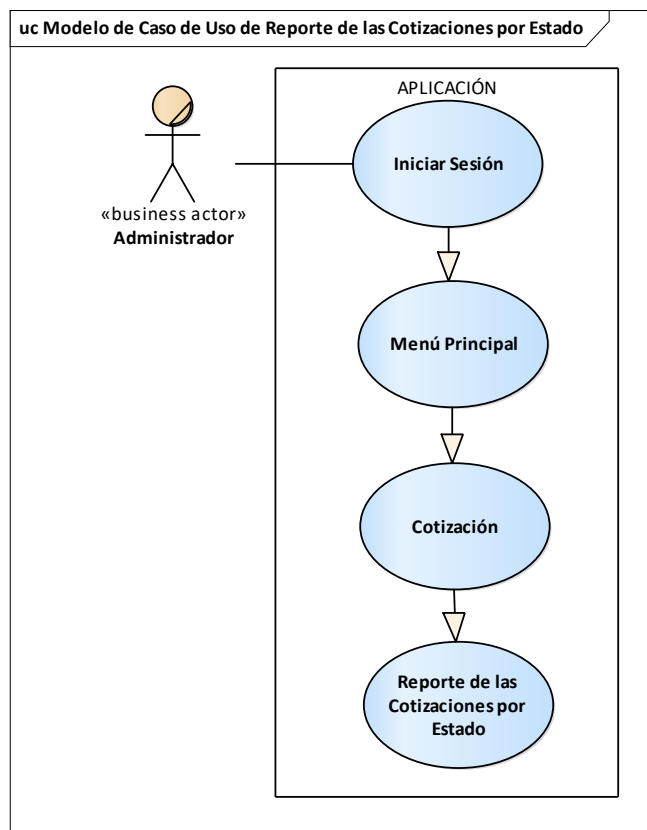 uc Modelo de Caso de Uso de Reporte de las Cotizaciones por Estado
APLICACIÓN
Iniciar Sesión
«business actor»
Administrador
Menú Principal
Cotización
Reporte de las
Cotizaciones por
Estado